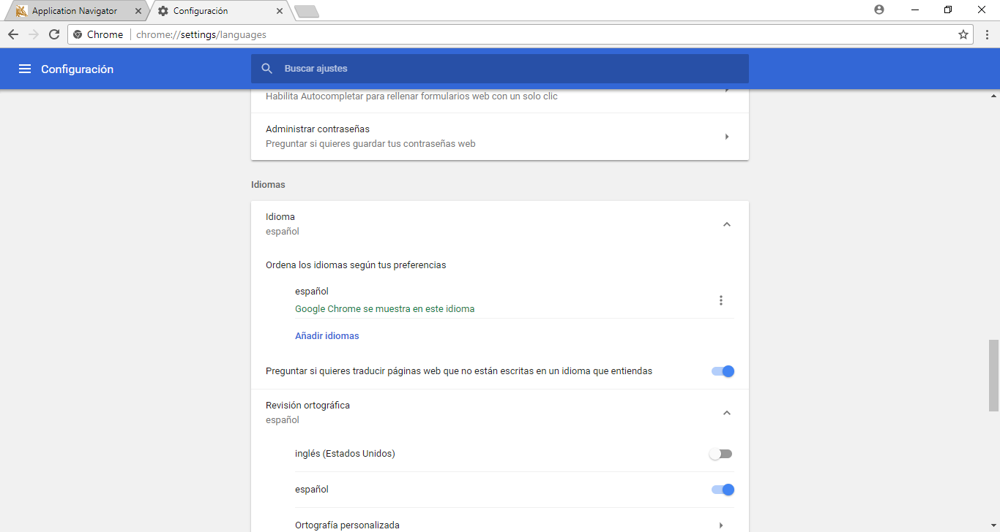 Application Navigator
Configuración
Chrome
chrome://settings/languages
Configuración
Buscar ajustes
Habilita Autocompletar para rellenar formularios web con un solo clic
Administrar contraseñas
Preguntar si quieres guardar tus contraseñas web
Idiomas
Idioma
español
Ordena los idiomas según tus preferencias
español
Google Chrome se muestra en este idioma
Añadir idiomas
Preguntar si quieres traducir páginas web que no están escritas en un idioma que entiendas
Revisión ortográfica
español
inglés (Estados Unidos)
español
Ortografía personalizada